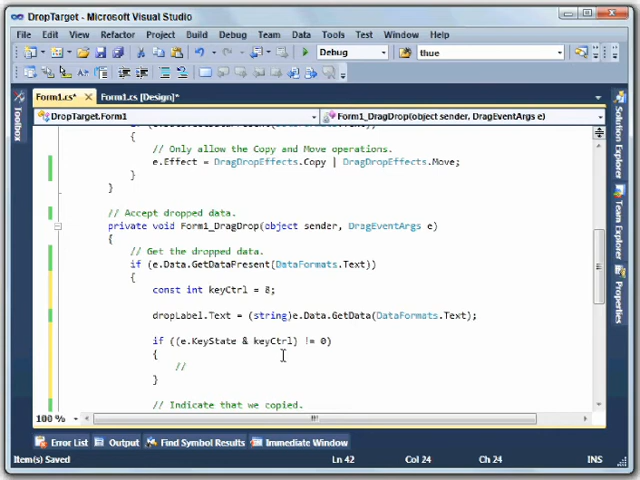 DropTarget - Microsoft Visual Studio
File Edit View Refactor Project Build Debug Team Data Tools Test Window Help
Debug thue
Form1.cs* Form1.cs [Design]*
DropTarget.Form1 Form1_DragDrop(object sender, DragEventArgs e)
Toolbox
{
// Only allow the Copy and Move operations.
e.Effect = DragDropEffects.Copy | DragDropEffects.Move;
}
}
// Accept dropped data.
private void Form1_DragDrop(object sender, DragEventArgs e)
{
// Get the dropped data.
if (e.Data.GetDataPresent(DataFormats.Text))
{
const int keyCtrl = 8;
dropLabel.Text = (string)e.Data.GetData(DataFormats.Text);
if ((e.KeyState & keyCtrl) != 0)
{
//
}
// Indicate that we copied.
Solution Explorer
Team Explorer
Properties
100 %
Error List Output Find Symbol Results Immediate Window
Item(s) Saved Ln 42 Col 24 Ch 24 INS